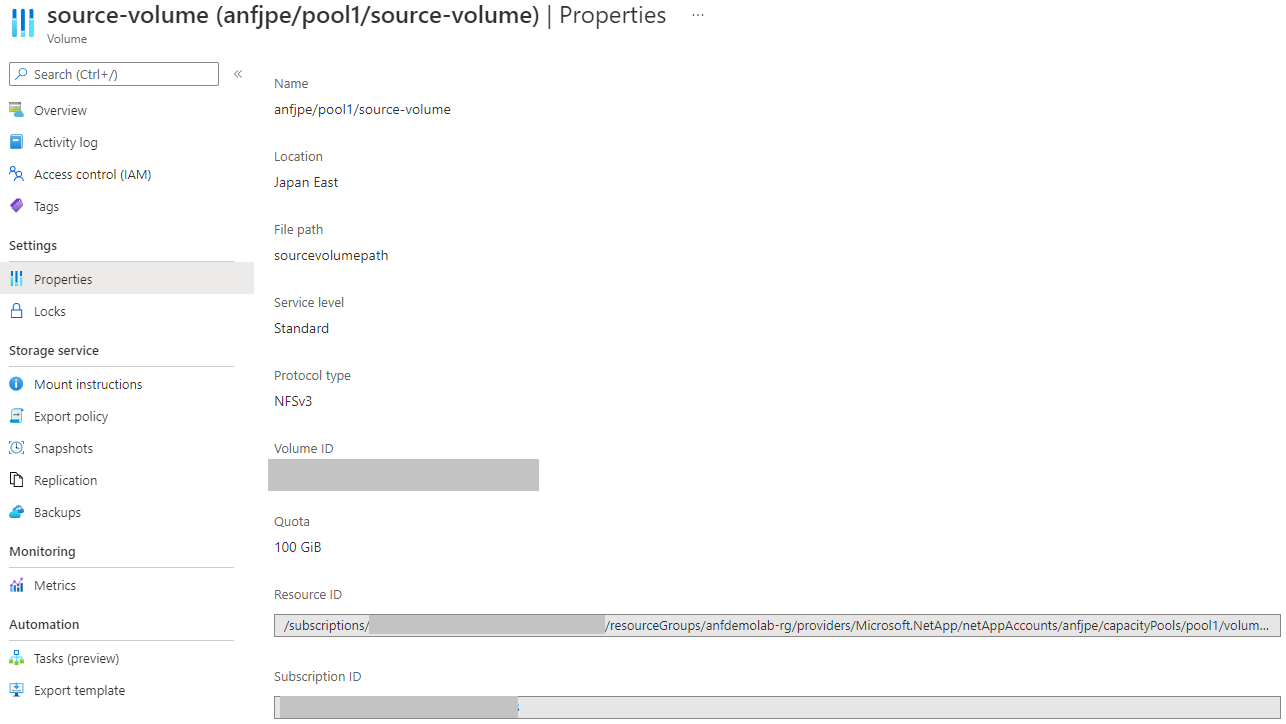 source-volume (anfjpe/pool1/source-volume) | Properties ...
Volume
Search (Ctrl+/) «
Overview
Activity log
Access control (IAM)
Tags
Settings
Properties
Locks
Storage service
Mount instructions
Export policy
Snapshots
Replication
Backups
Monitoring
Metrics
Automation
Tasks (preview)
Export template
Name
anfjpe/pool1/source-volume
Location
Japan East
File path
sourcevolumepath
Service level
Standard
Protocol type
NFSv3
Volume ID
Quota
100 GiB
Resource ID
/subscriptions/ /resourceGroups/anfdemolab-rg/providers/Microsoft.NetApp/netAppAccounts/anfjpe/capacityPools/pool1/volum...
Subscription ID